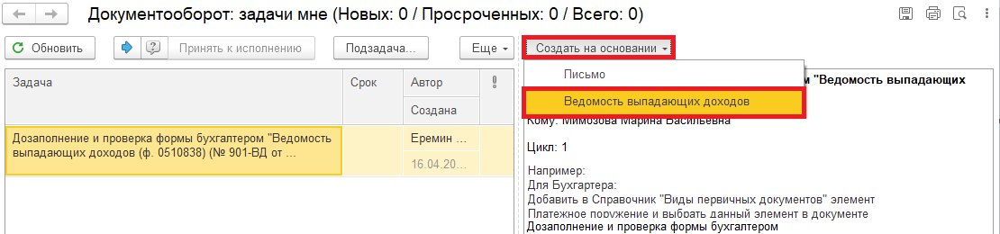 Документооборот: задачи мне (Новых: 0 / Просроченных: 0 / Всего: 0)
Обновить
Принять к исполнению
Подзадача...
Еще
Создать на основании
Письмо
Ведомость выпадающих доходов
Задача
Срок
Автор
Создана
Дозаполнение и проверка формы бухгалтером "Ведомость
выпадающих доходов (ф. 0510838) (№ 901-ВД от ...
Еремин ...
16.04.20...
м "Ведомость выпадающих
Кому: Мимозова Марина Васильевна
Цикл: 1
Например:
Для Бухгартера:
Добавить в Справочник "Виды первичных документов" элемент
Платежное поружение и выбрать данный элемент в документе
Дозаполнение и проверка формы бухгалтером